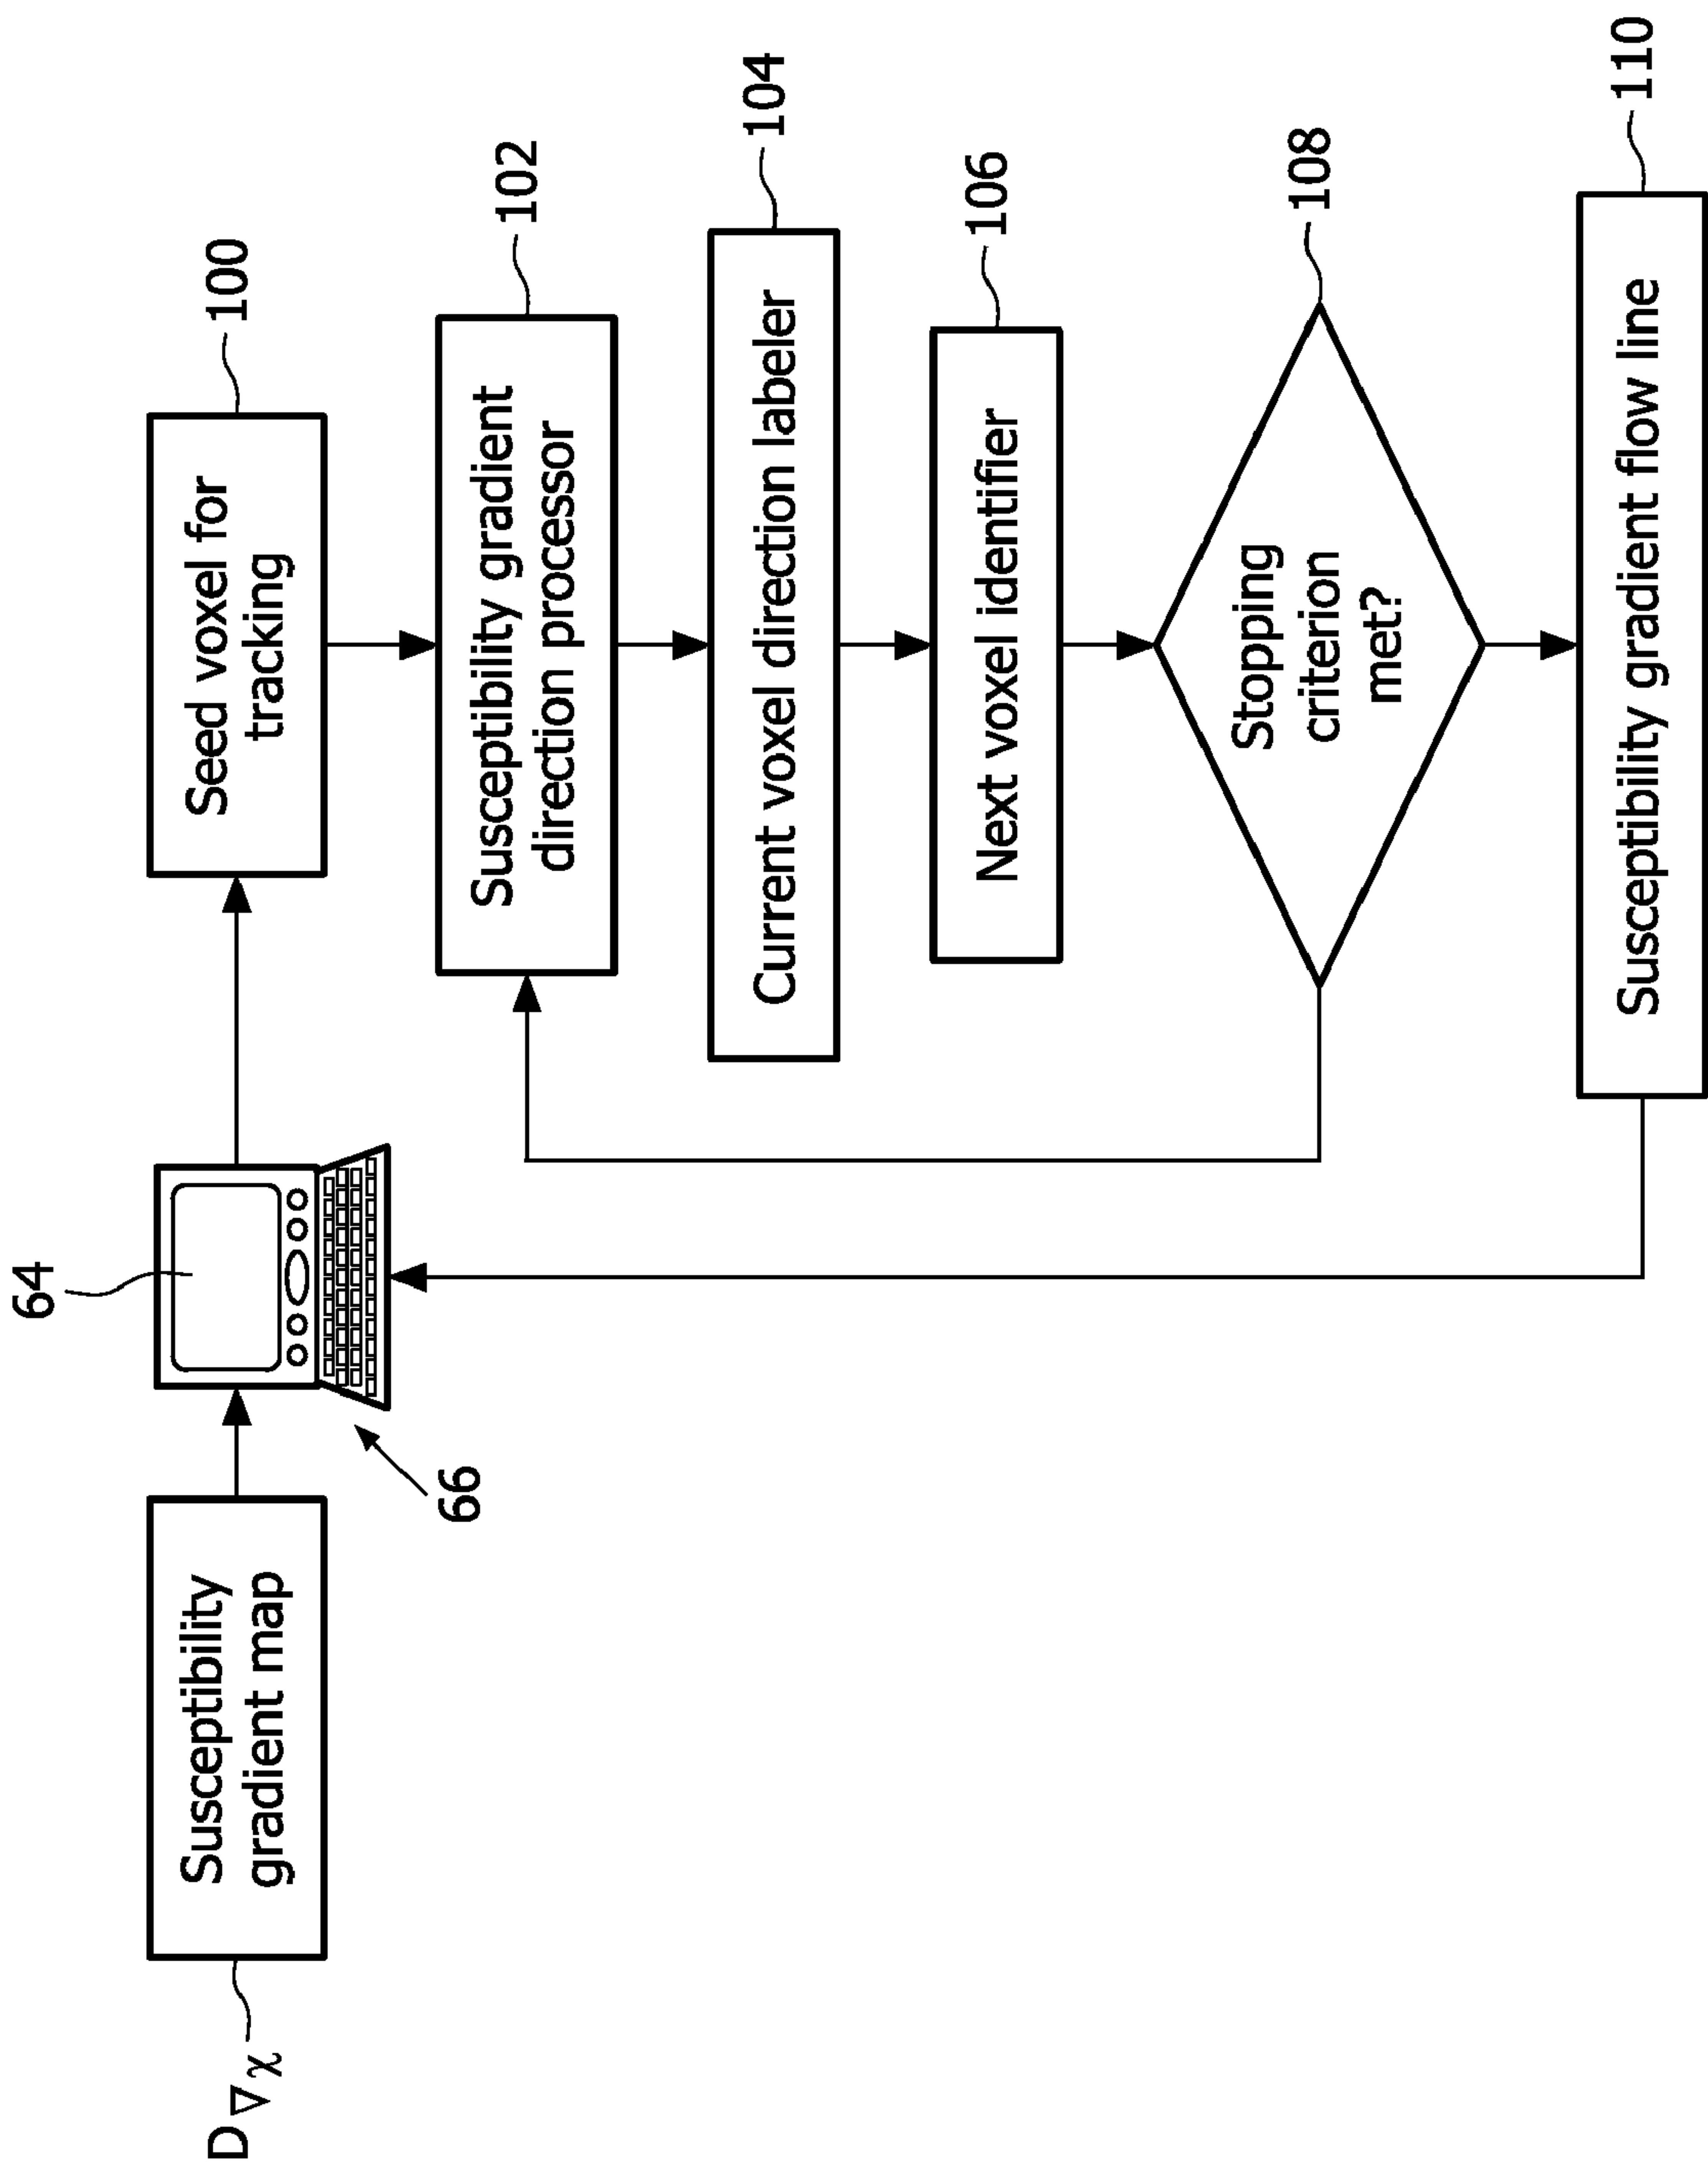 D∇χ
Susceptibility
gradient map
64
66
Seed voxel for
tracking
100
Susceptibility gradient
direction processor
102
Current voxel direction labeler
104
Next voxel identifier
106
Stopping
criterion
met?
108
Susceptibility gradient flow line
110